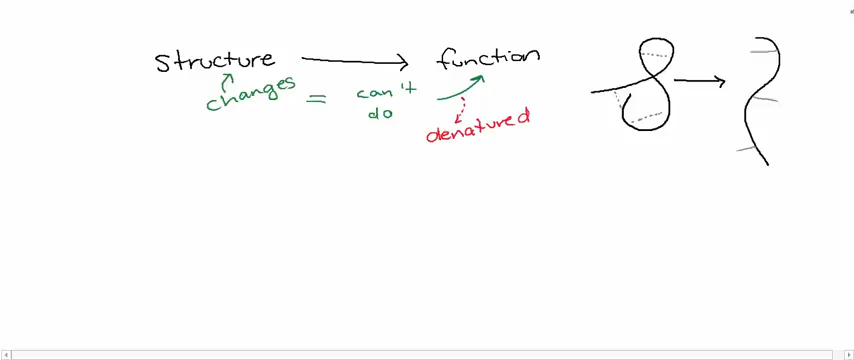 structure → function
changes = can't do
denatured